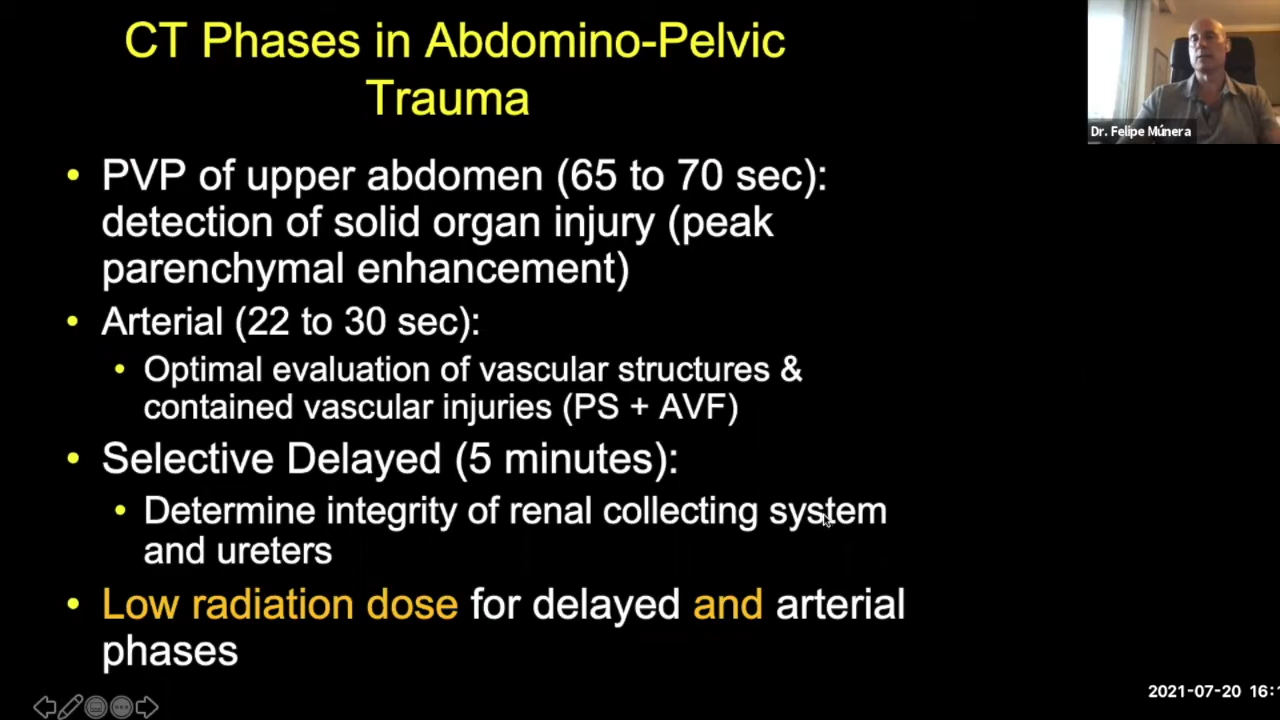 CT Phases in Abdomino-Pelvic
Trauma
Dr. Felipe Múnera
• PVP of upper abdomen (65 to 70 sec):
detection of solid organ injury (peak
parenchymal enhancement)
• Arterial (22 to 30 sec):
• Optimal evaluation of vascular structures &
contained vascular injuries (PS + AVF)
• Selective Delayed (5 minutes):
• Determine integrity of renal collecting system
and ureters
• Low radiation dose for delayed and arterial
phases
2021-07-20 16: